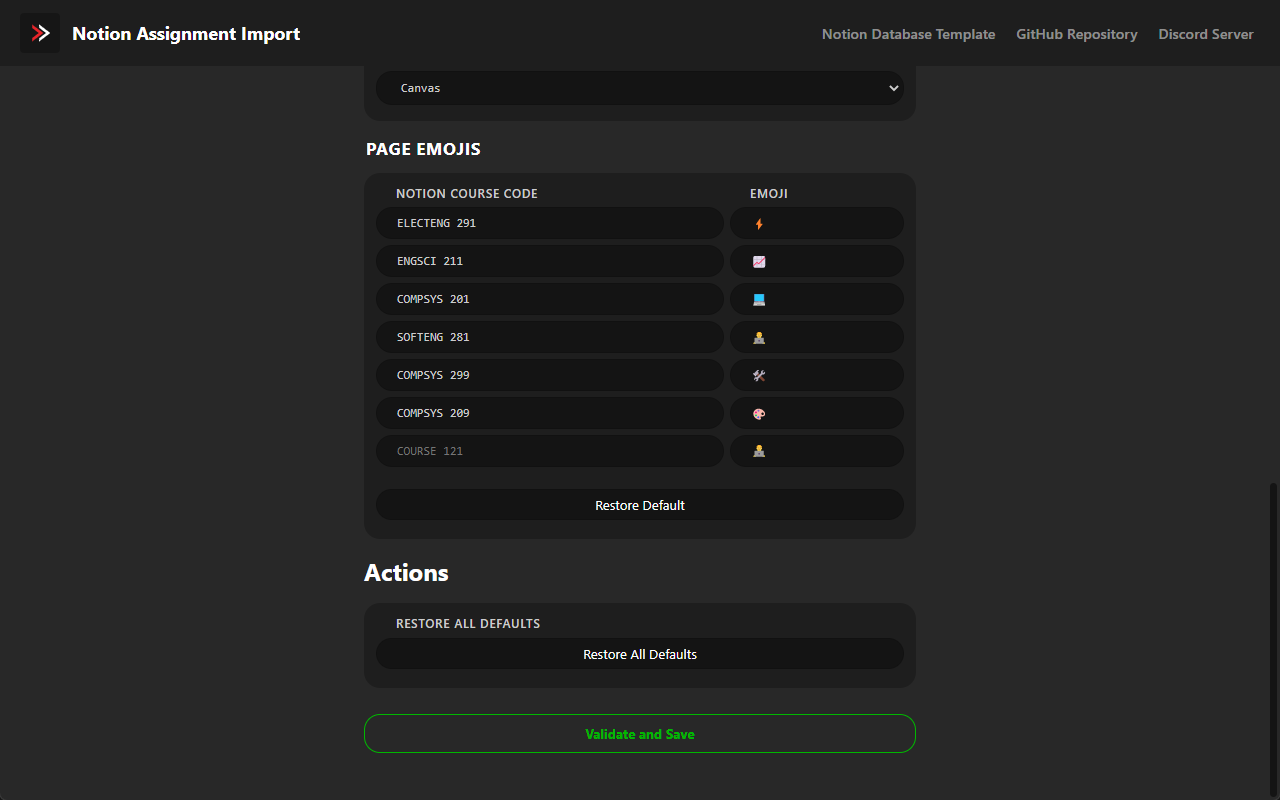 Notion Assignment Import
Notion Database Template GitHub Repository Discord Server
Canvas
PAGE EMOJIS
NOTION COURSE CODE EMOJI
ELECTENG 291 ⚡
ENGSCI 211 📈
COMPSYS 201 💻
SOFTENG 281 👨‍💻
COMPSYS 299 🛠
COMPSYS 209 🎨
COURSE 121 👨‍💻
Restore Default
Actions
RESTORE ALL DEFAULTS
Restore All Defaults
Validate and Save